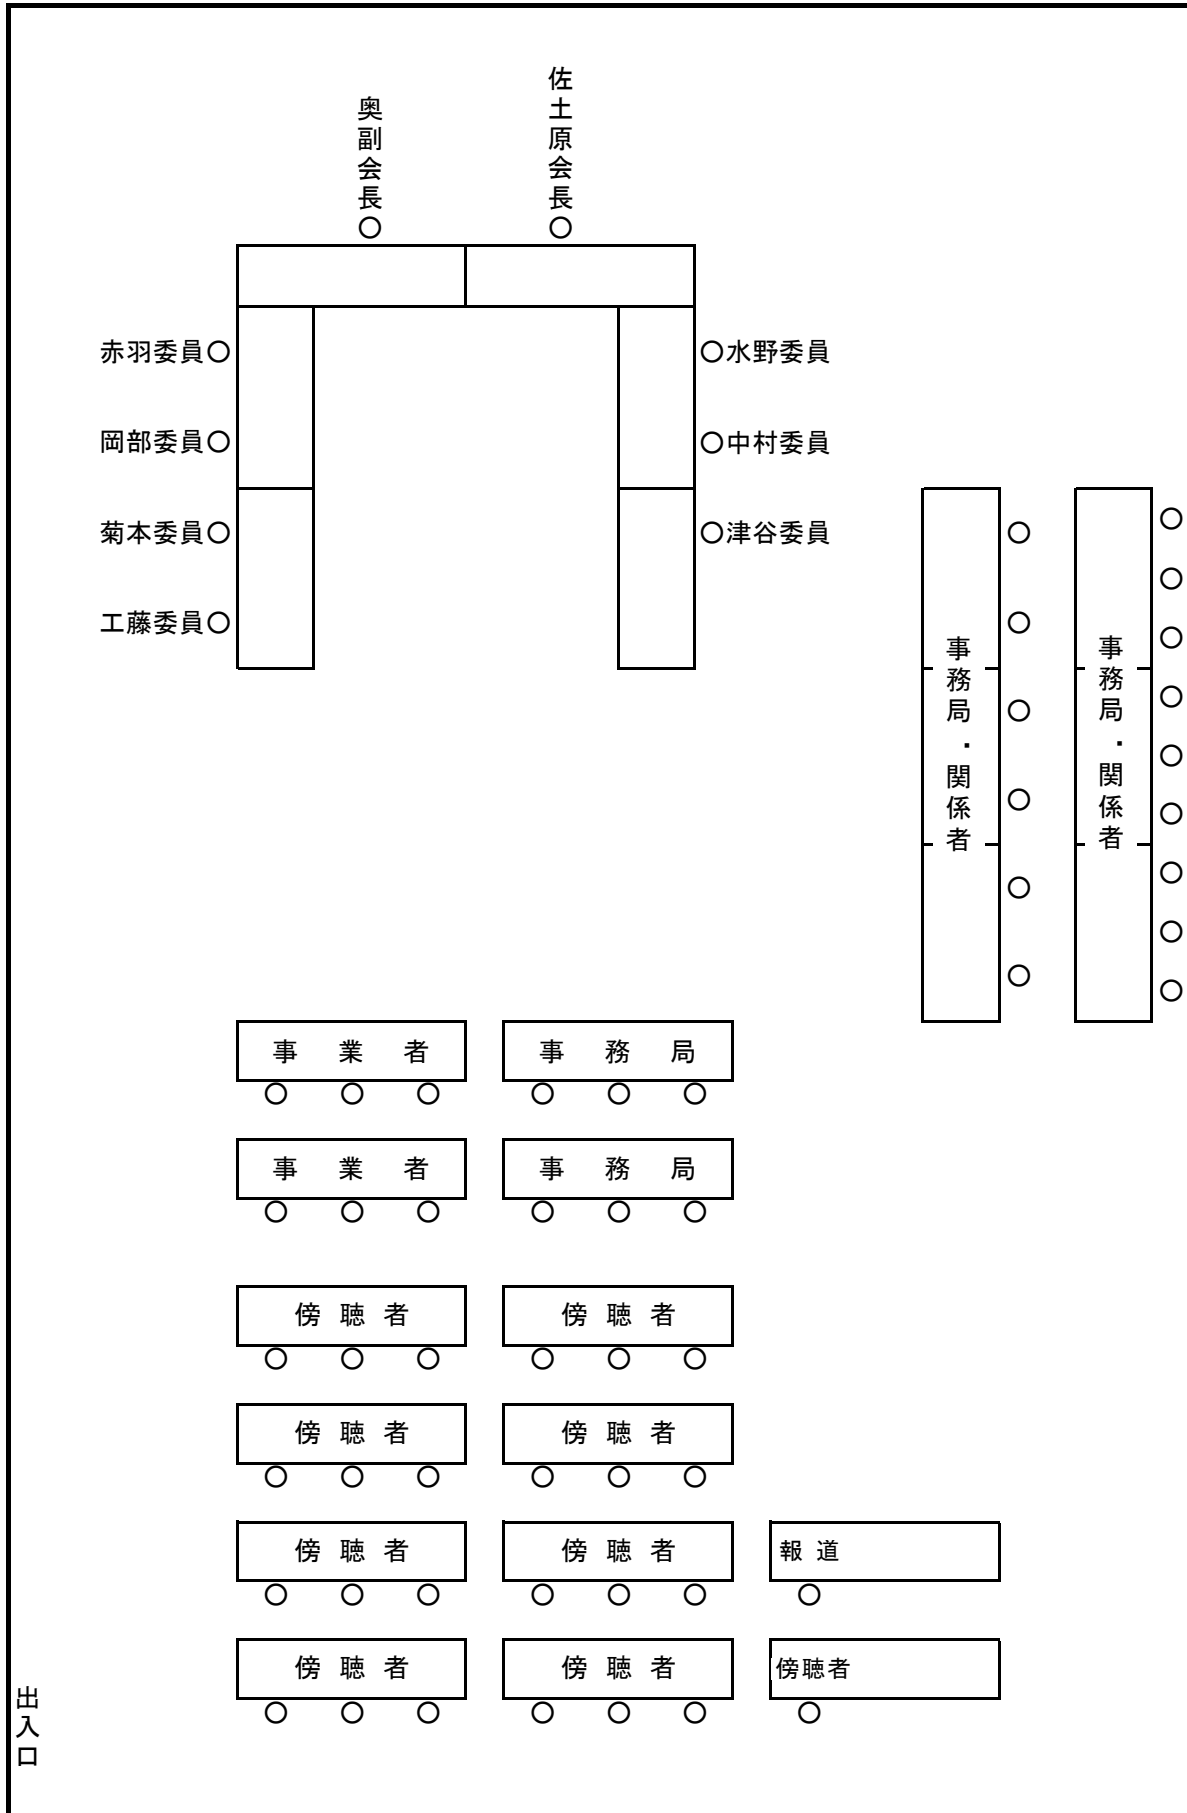 佐土原会長○
奥副会長○
赤羽委員○
○水野委員
岡部委員○
○中村委員
菊本委員○
○津谷委員
工藤委員○
事務局・関係者
事務局・関係者
事業者
事務局
事業者
事務局
傍聴者
傍聴者
傍聴者
傍聴者
傍聴者
傍聴者
報道
傍聴者
傍聴者
傍聴者
出入口